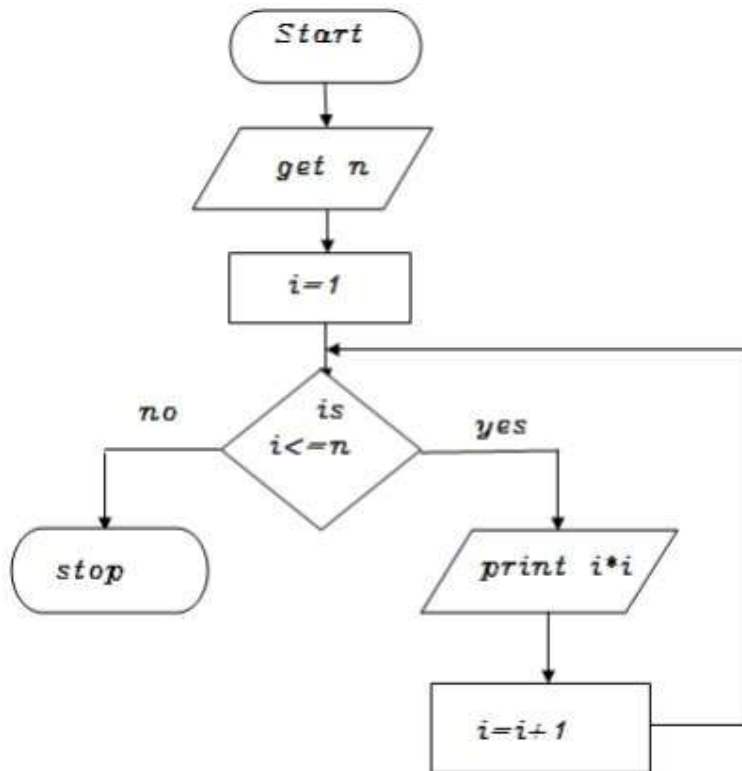 Start
get n
i=1
is
i<=n
no
yes
stop
print i*i
i=i+1